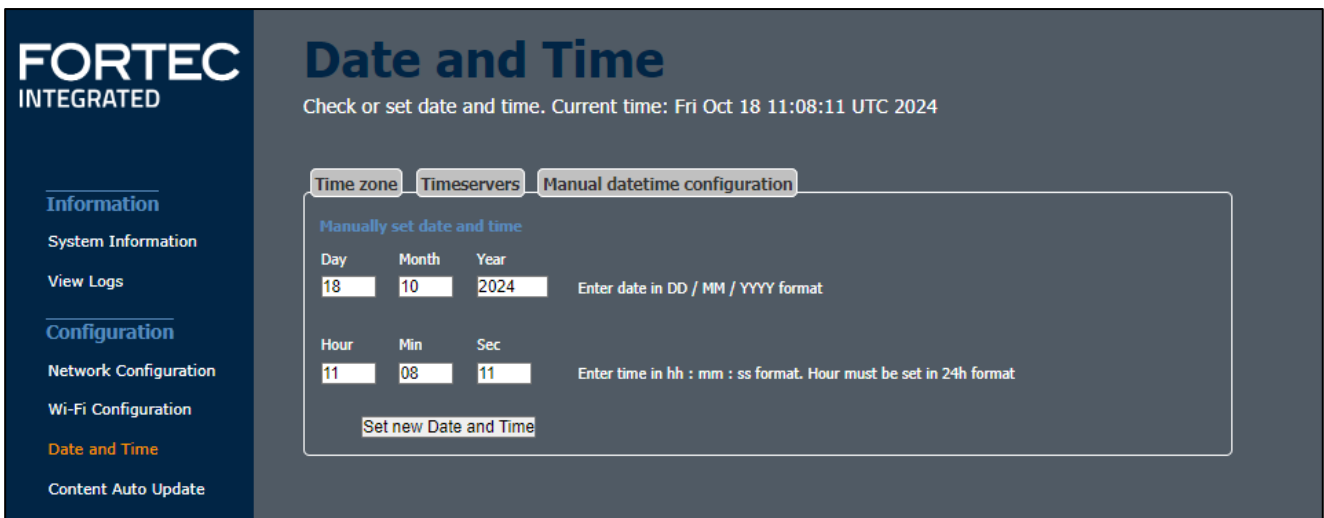 FORTEC
INTEGRATED
Information
System Information
View Logs
Configuration
Network Configuration
Wi-Fi Configuration
Date and Time
Content Auto Update
Date and Time
Check or set date and time. Current time: Fri Oct 18 11:08:11 UTC 2024
Time zone Timeservers Manual datetime configuration
Manually set date and time
Day Month Year
18 10 2024 Enter date in DD / MM / YYYY format
Hour Min Sec
11 08 11 Enter time in hh : mm : ss format. Hour must be set in 24h format
Set new Date and Time